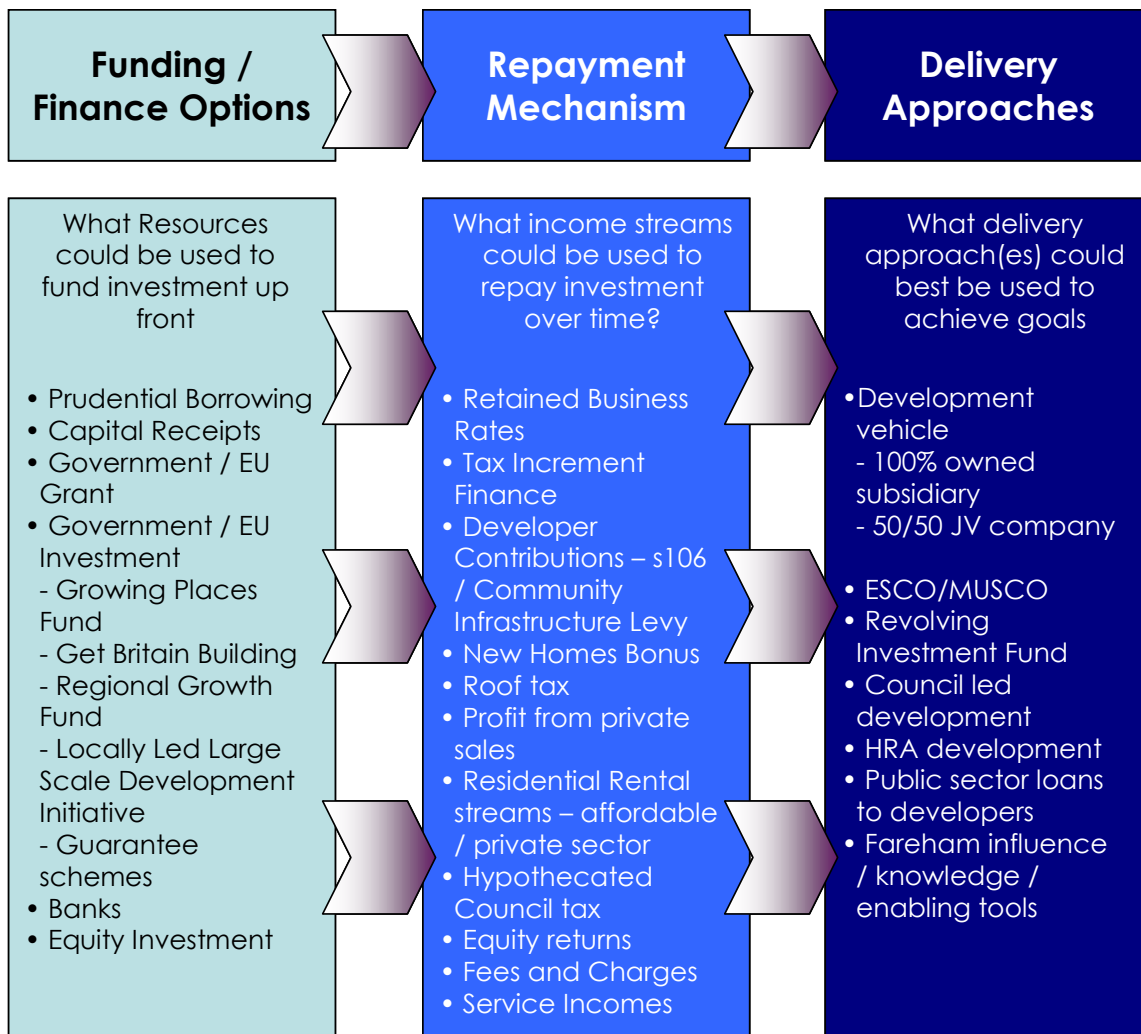 Funding /
Finance Options
Repayment
Mechanism
Delivery
Approaches
What Resources
could be used to
fund investment up
front
• Prudential Borrowing
• Capital Receipts
• Government / EU
Grant
• Government / EU
Investment
- Growing Places
Fund
- Get Britain Building
- Regional Growth
Fund
- Locally Led Large
Scale Development
Initiative
- Guarantee
schemes
• Banks
• Equity Investment
What income streams
could be used to
repay investment
over time?
• Retained Business
Rates
• Tax Increment
Finance
• Developer
Contributions – s106
/ Community
Infrastructure Levy
• New Homes Bonus
• Roof tax
• Profit from private
sales
• Residential Rental
streams – affordable
/ private sector
• Hypothecated
Council tax
• Equity returns
• Fees and Charges
• Service Incomes
What delivery
approach(es) could
best be used to
achieve goals
•Development
vehicle
- 100% owned
subsidiary
- 50/50 JV company
• ESCO/MUSCO
• Revolving
Investment Fund
• Council led
development
• HRA development
• Public sector loans
to developers
• Fareham influence
/ knowledge /
enabling tools